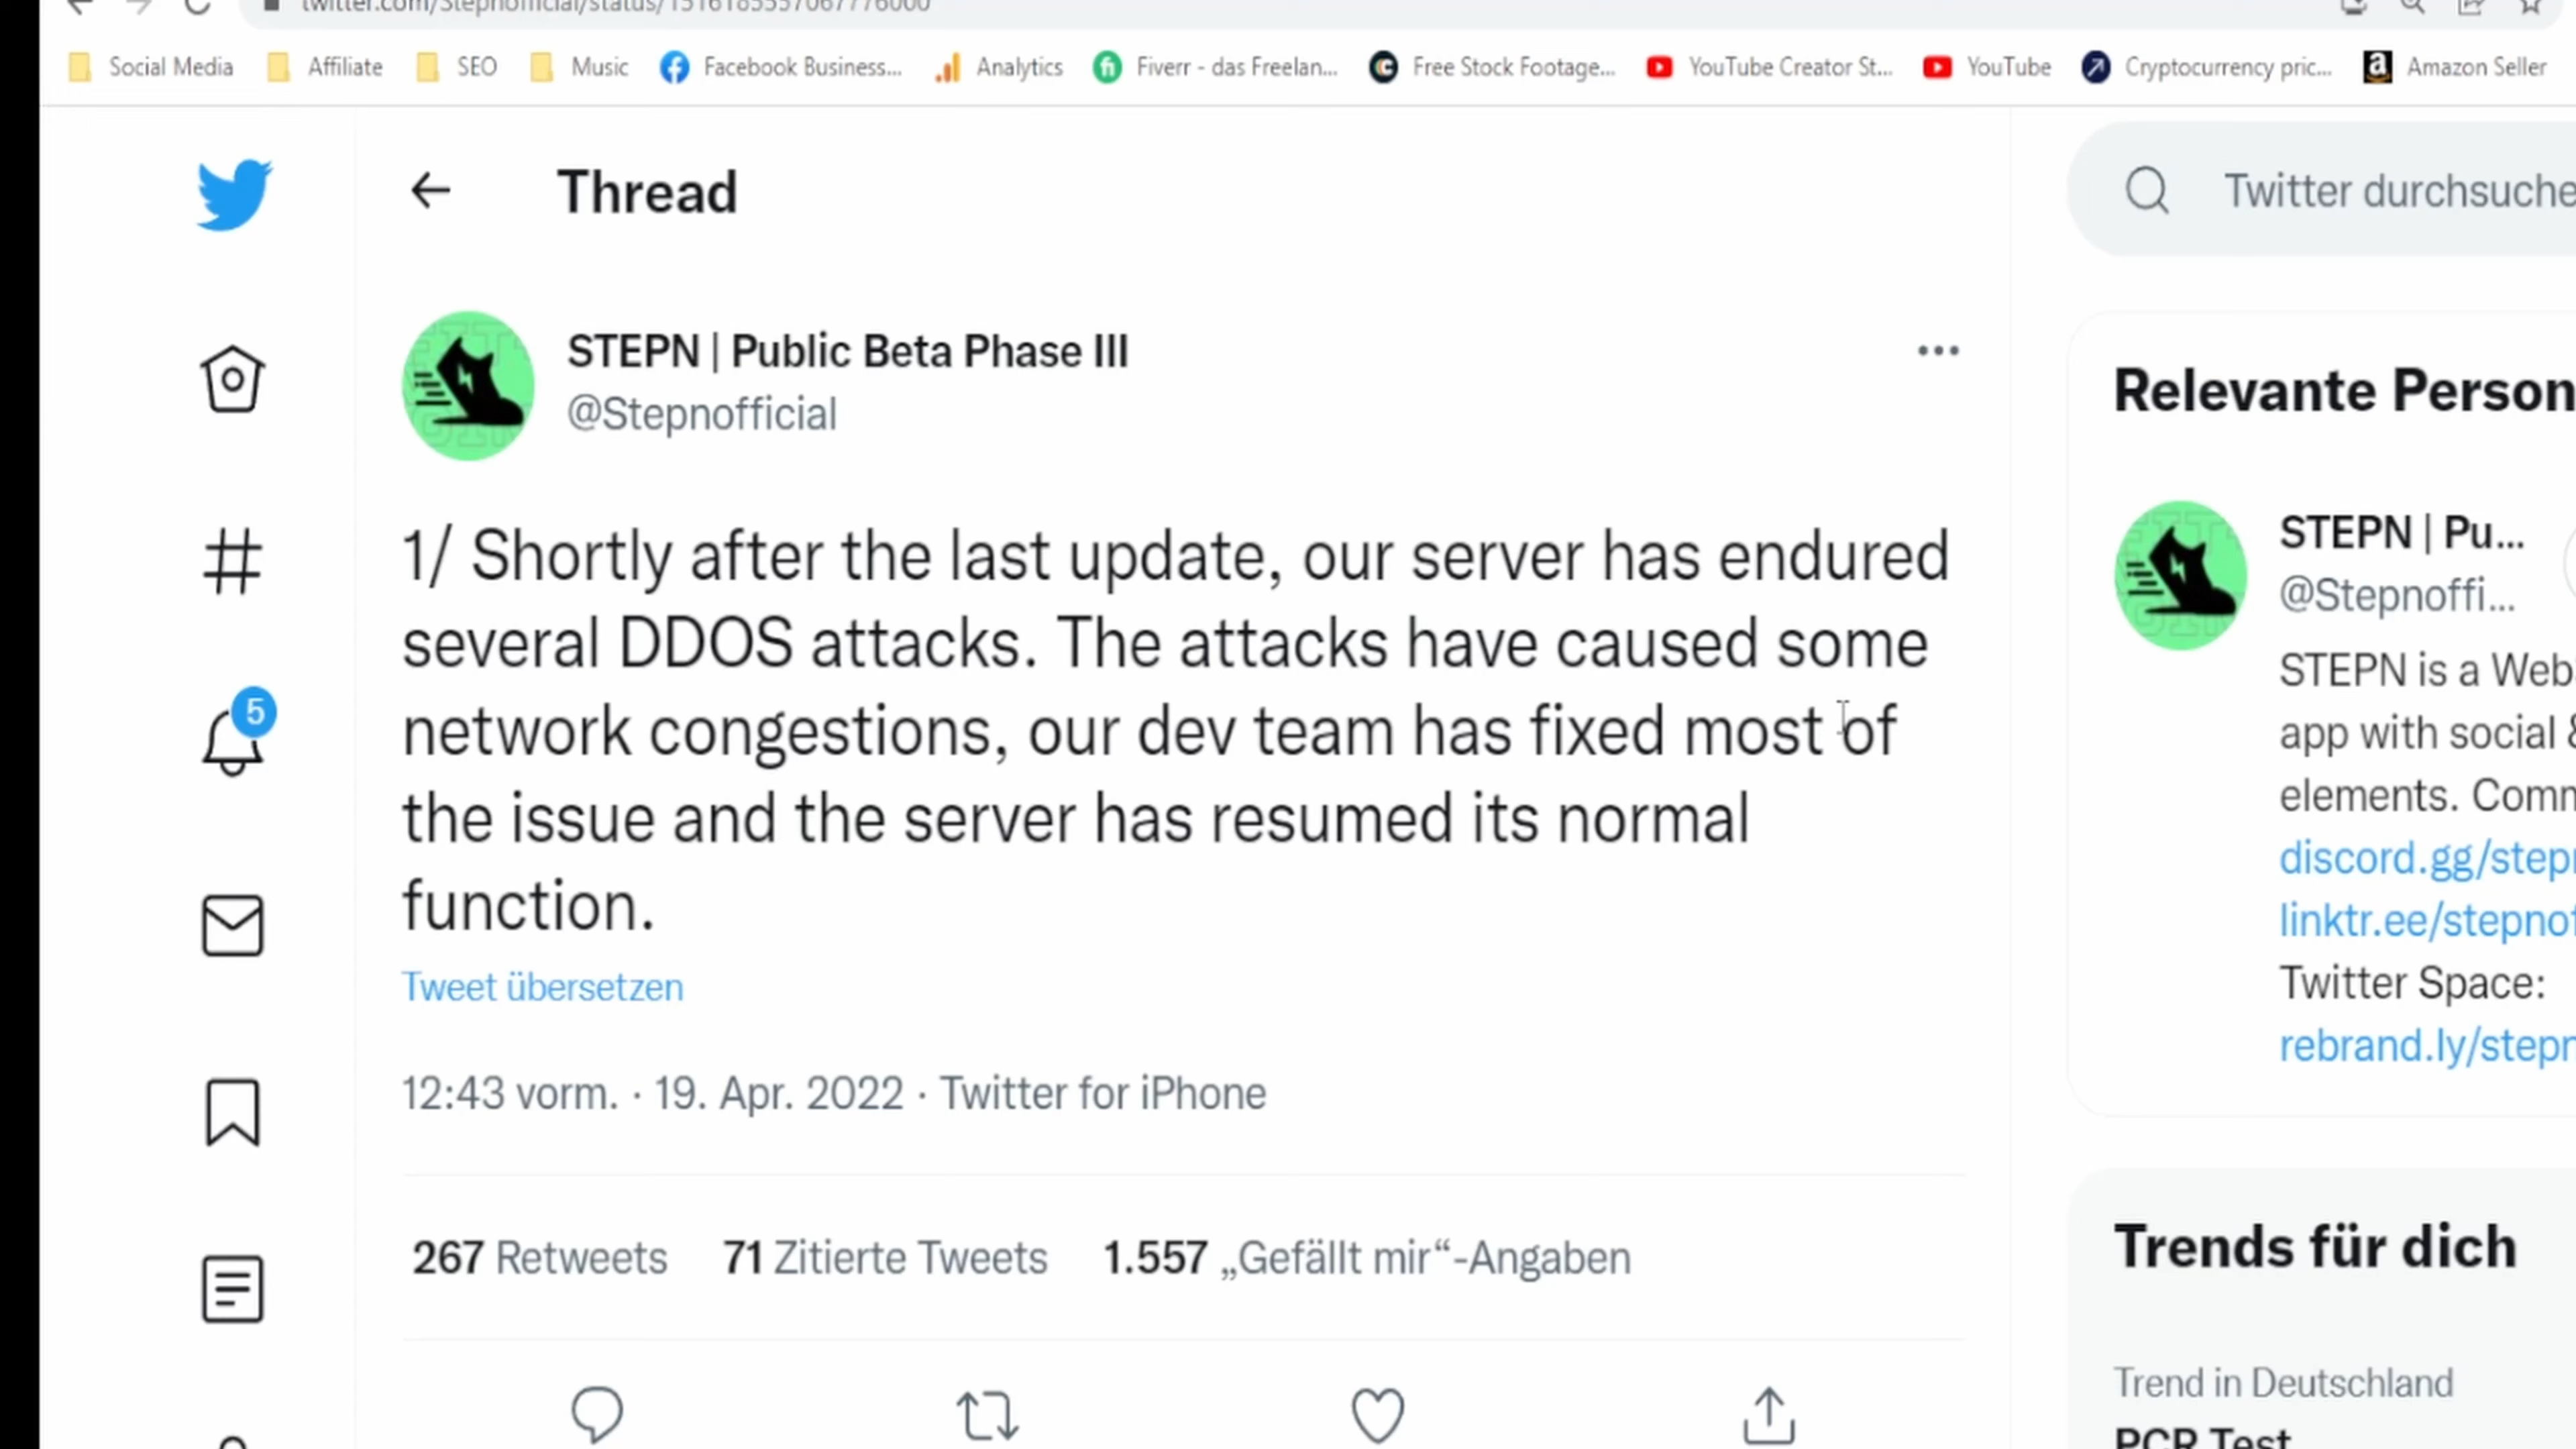 Social Media
Affiliate
SEO
Music
Facebook Business...
Analytics
Fiverr - das Freelan...
Free Stock Footage...
YouTube Creator St...
YouTube
Cryptocurrency pric...
Amazon Seller
Thread
Twitter durchsuche
STEPN | Public Beta Phase III
@Stepnofficial
1/ Shortly after the last update, our server has endured
several DDOS attacks. The attacks have caused some
network congestions, our dev team has fixed most of
the issue and the server has resumed its normal
function.
Tweet übersetzen
12:43 vorm. · 19. Apr. 2022 · Twitter for iPhone
267 Retweets 71 Zitierte Tweets 1.557 „Gefällt mir“-Angaben
5
Relevante Person
STEPN | Pu...
@Stepnoffi...
STEPN is a Web
app with social &
elements. Comm
discord.gg/stepn
linktr.ee/stepnof
Twitter Space:
rebrand.ly/stepn
Trends für dich
Trend in Deutschland
PCR Test